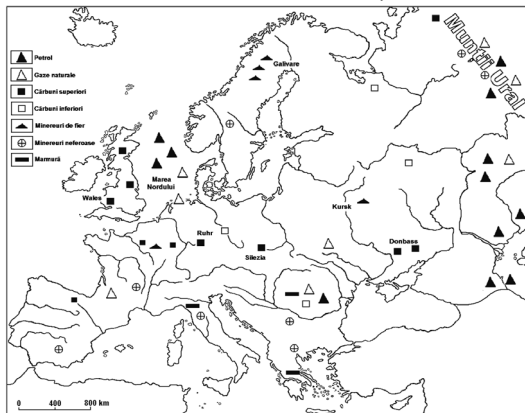 Munții Ural
Petrol
Gaze naturale
Cărbuni superiori
Cărbuni inferiori
Minereuri de fier
Minereuri neferoase
Marmură
Galivare
Marea
Nordului
Wales
Ruhr
Silezia
Kursk
Donbass
0 400 800 km